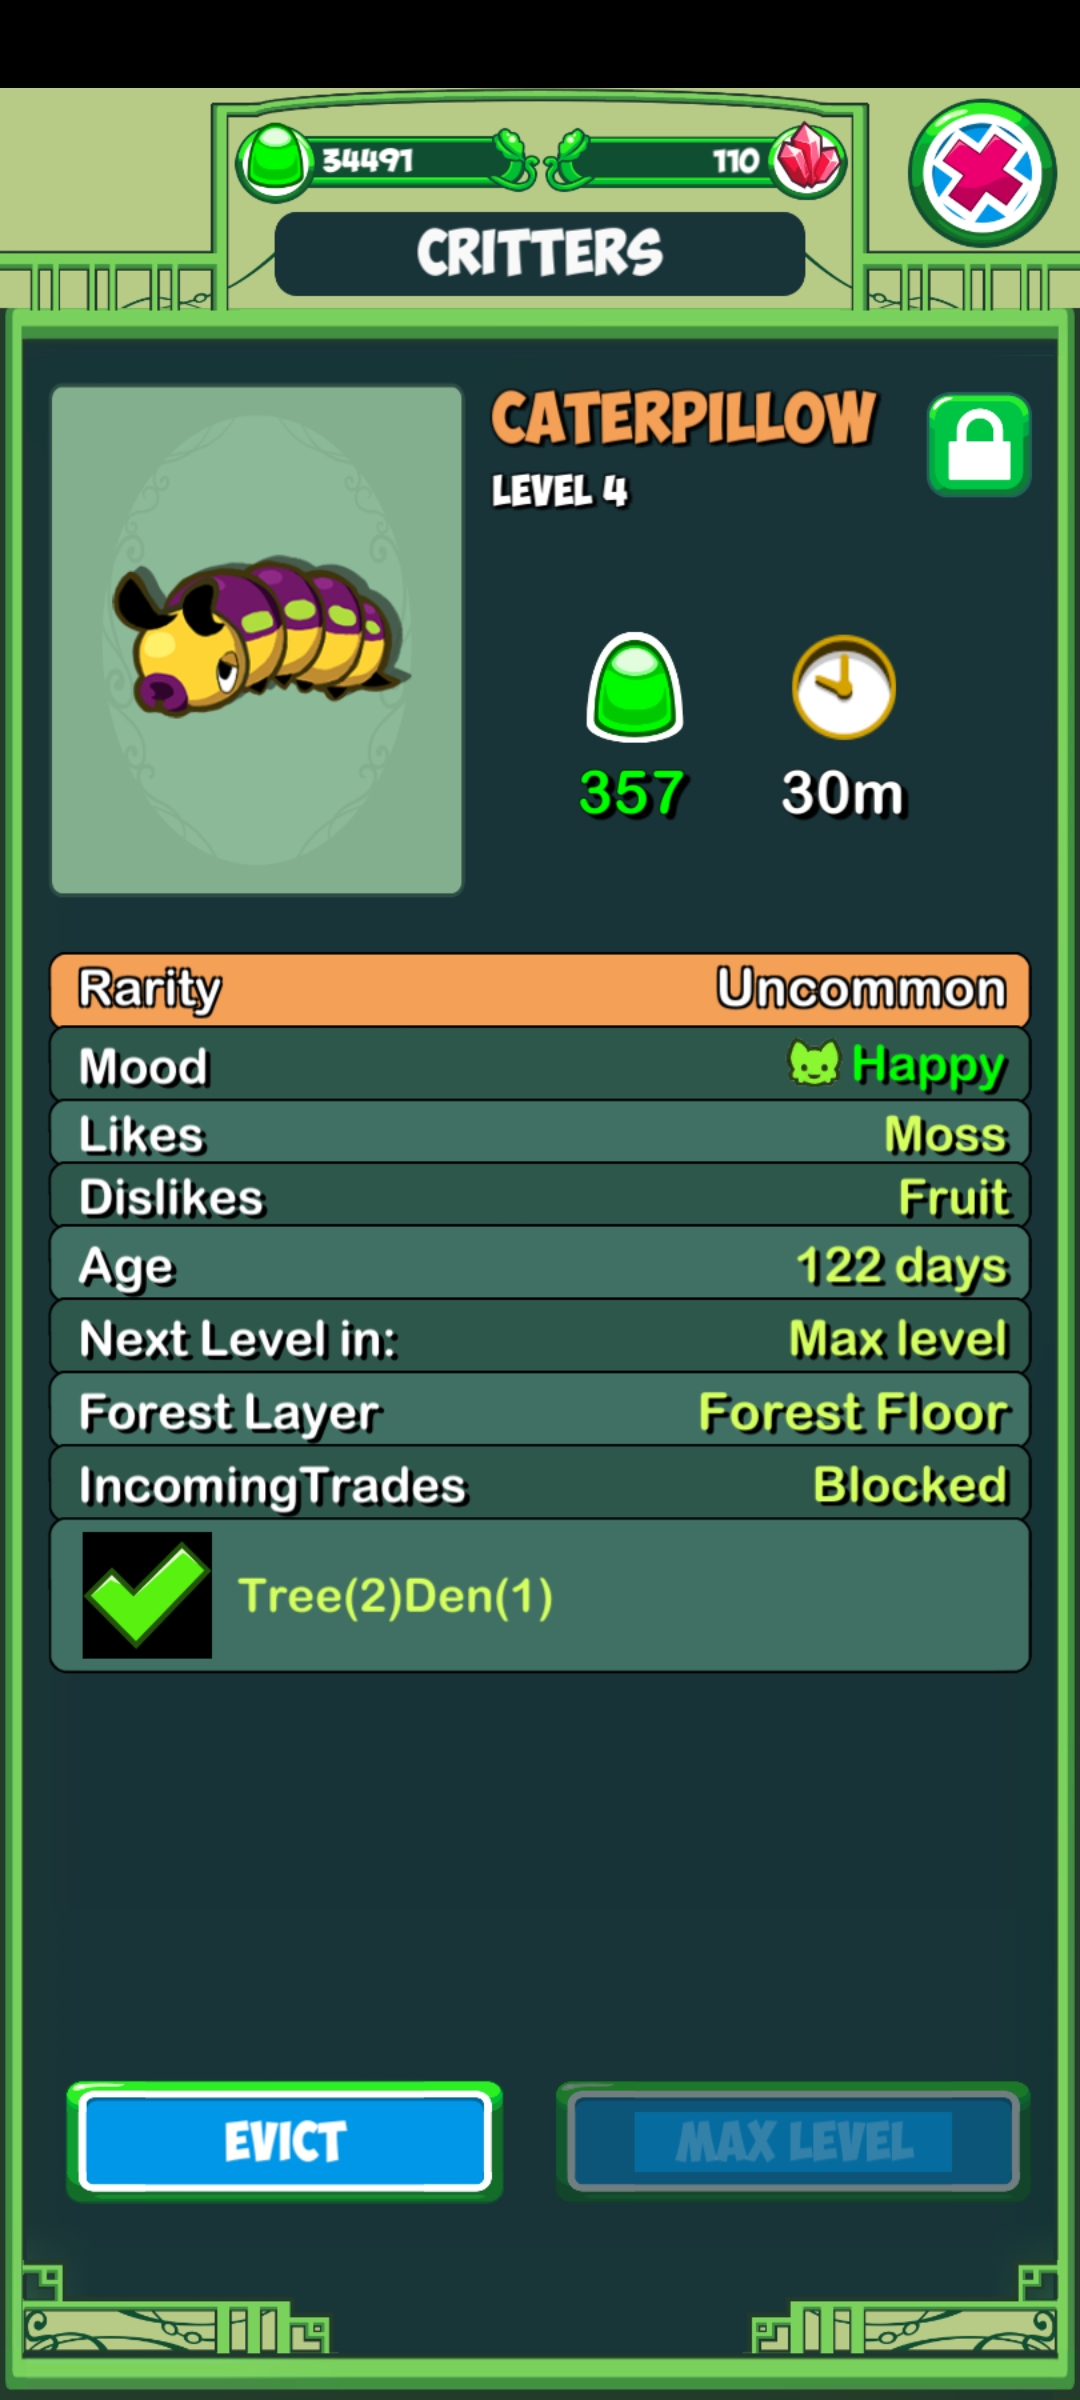 34491 110
CRITTERS
CATERPILLOW
LEVEL 4
357 30m
Rarity Uncommon
Mood Happy
Likes Moss
Dislikes Fruit
Age 122 days
Next Level in: Max level
Forest Layer Forest Floor
IncomingTrades Blocked
Tree(2)Den(1)
EVICT MAX LEVEL